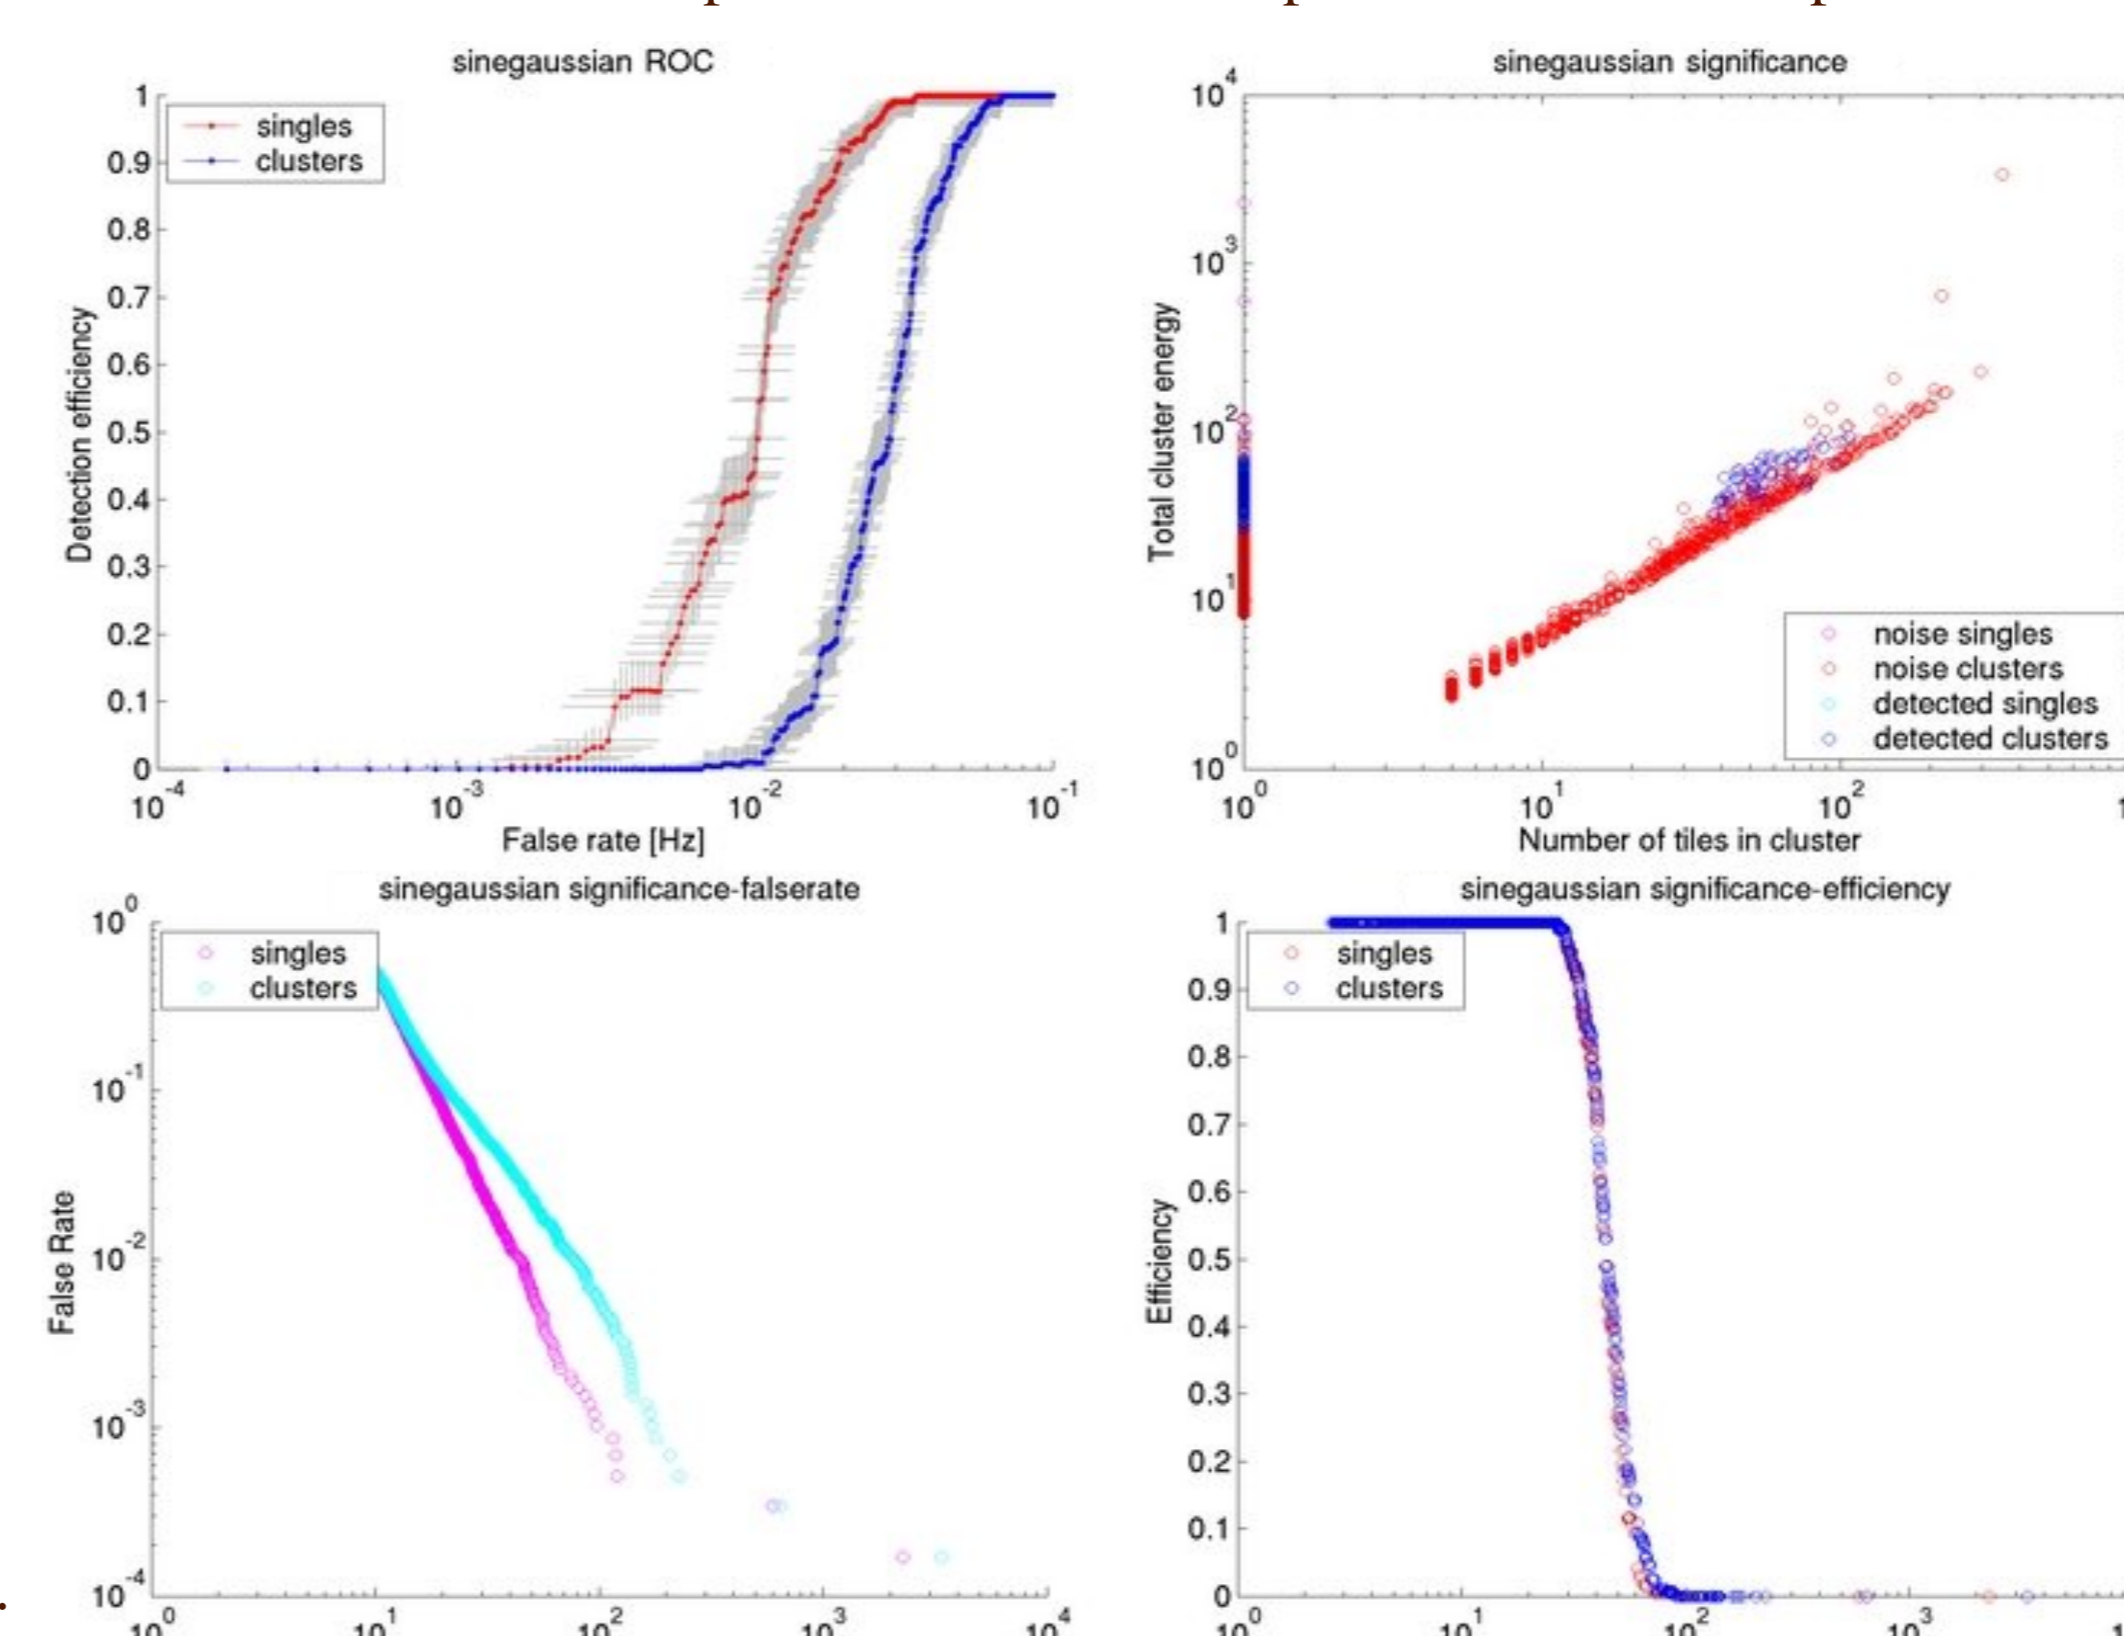 sinegaussian ROC
1
0.9
0.8
0.7
0.6
0.5
0.4
0.3
0.2
0.1
0
singles
clusters
Detection efficiency
10^-4 10^-3 10^-2 10^-1
False rate [Hz]
sinegaussian significance
10^4
10^3
10^2
10^1
10^0
Total cluster energy
noise singles
noise clusters
detected singles
detected clusters
10^0 10^1 10^2
Number of tiles in cluster
sinegaussian significance-falserate
10^0
10^-1
10^-2
10^-3
10^-4
singles
clusters
False Rate
10^0 10^1 10^2 10^3 10^4
sinegaussian significance-efficiency
1
0.9
0.8
0.7
0.6
0.5
0.4
0.3
0.2
0.1
0
singles
clusters
Efficiency
10^0 10^1 10^2 10^3